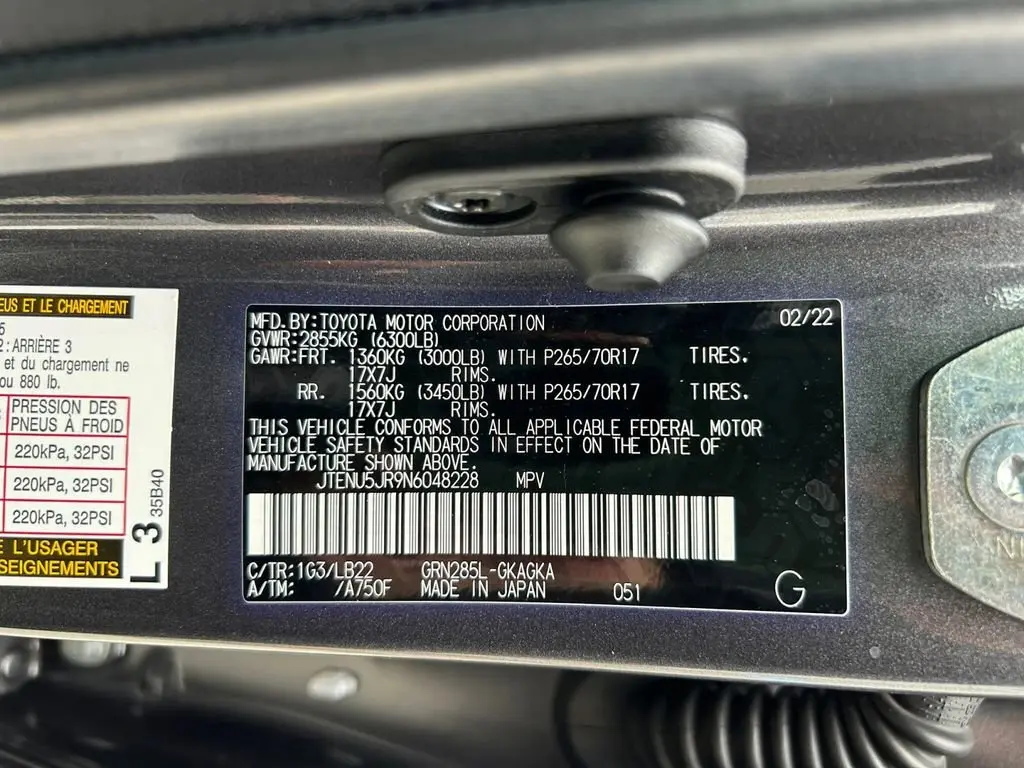 EUS ET LE CHARGEMENT
5
2: ARRIÈRE 3
et du chargement ne
ou 880 lb.
PRESSION DES
PNEUS À FROID
220kPa, 32PSI
220kPa, 32PSI
220kPa, 32PSI
E L'USAGER
SEIGNEMENTS
L 3
35B40
MFD.BY:TOYOTA MOTOR CORPORATION 02/22
GVWR:2855KG (6300LB)
GAWR:FRT. 1360KG (3000LB) WITH P265/70R17 TIRES.
17X7J RIMS.
RR. 1560KG (3450LB) WITH P265/70R17 TIRES.
17X7J RIMS.
THIS VEHICLE CONFORMS TO ALL APPLICABLE FEDERAL MOTOR
VEHICLE SAFETY STANDARDS IN EFFECT ON THE DATE OF
MANUFACTURE SHOWN ABOVE.
JTENU5JR9N6048228 MPV
C/TR:1G3/LB22 GRN285L-GKAGKA
A/TM: /A750F MADE IN JAPAN 051 G